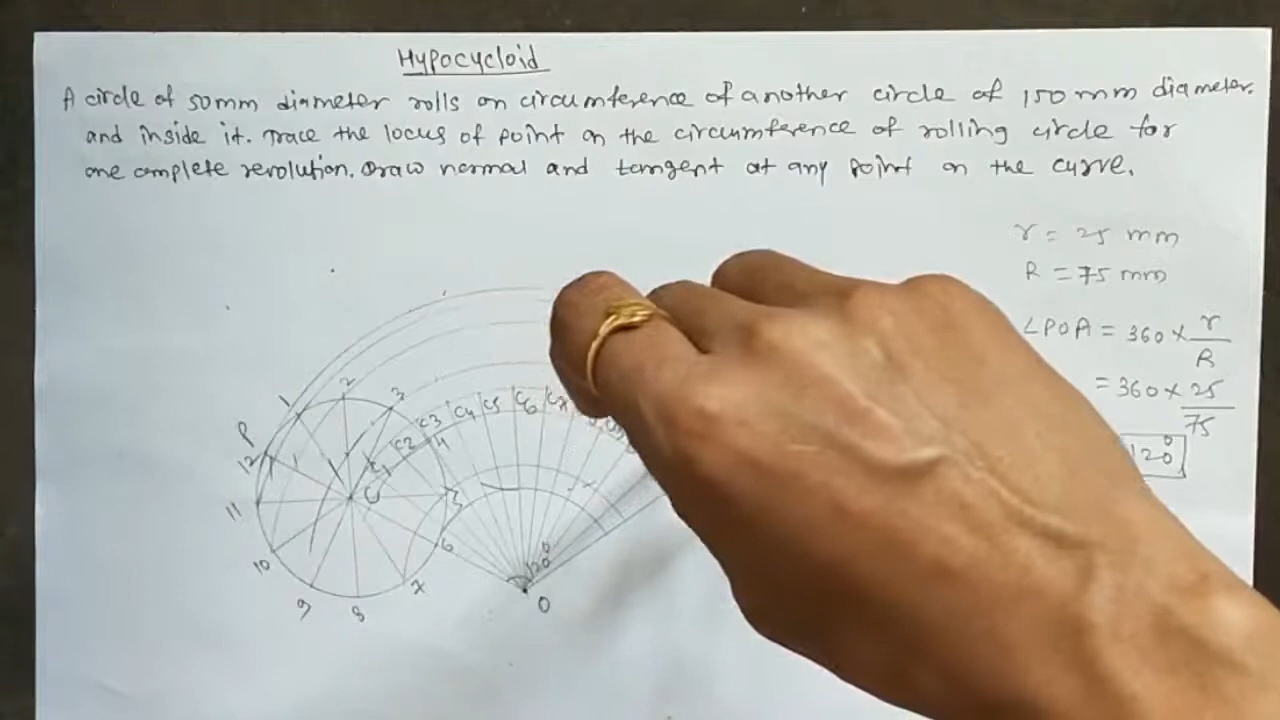 Hypocycloid
A circle of 50mm diameter rolls on circumference of another circle of 150 mm diameter.
and inside it. Trace the locus of point on the circumference of rolling circle for
one complete revolution. Draw normal and tangent at any point on the curve.
r = 25 mm
R = 75 mm
∠POA = 360 × r/R
= 360 × 25/75
120°
P
12
1
2
3
4
5
6
7
8
9
10
11
C
C1
C2
C3
C4
C5
C6
C7
120°
O